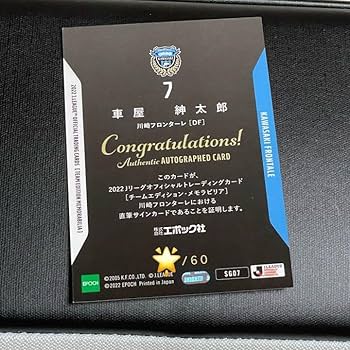 7
車屋 紳太郎
川崎フロンターレ [DF]
Congratulations!
Authentic AUTOGRAPHED CARD
このカードが、
2022 Jリーグオフィシャルトレーディングカード
[チームエディション・メモラビリア]
川崎フロンターレにおける
直筆サインカードであることを証明します。
株式会社 エポック社
/60
2022 J.LEAGUE OFFICIAL TRADING CARDS [TEAM EDITION MEMORABILIA]
KAWASAKI FRONTALE
EPOCH
© 2005 K.F.CO.,LTD. © J.LEAGUE
©2022 EPOCH Printed in Japan
SG07
J.LEAGUE